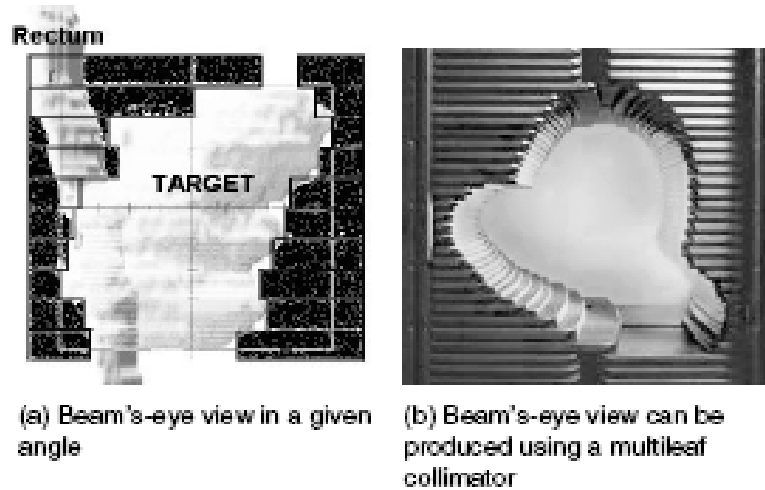 Rectum
TARGET
(a) Beam's-eye view in a given
angle
(b) Beam's-eye view can be
produced using a multileaf
collimator